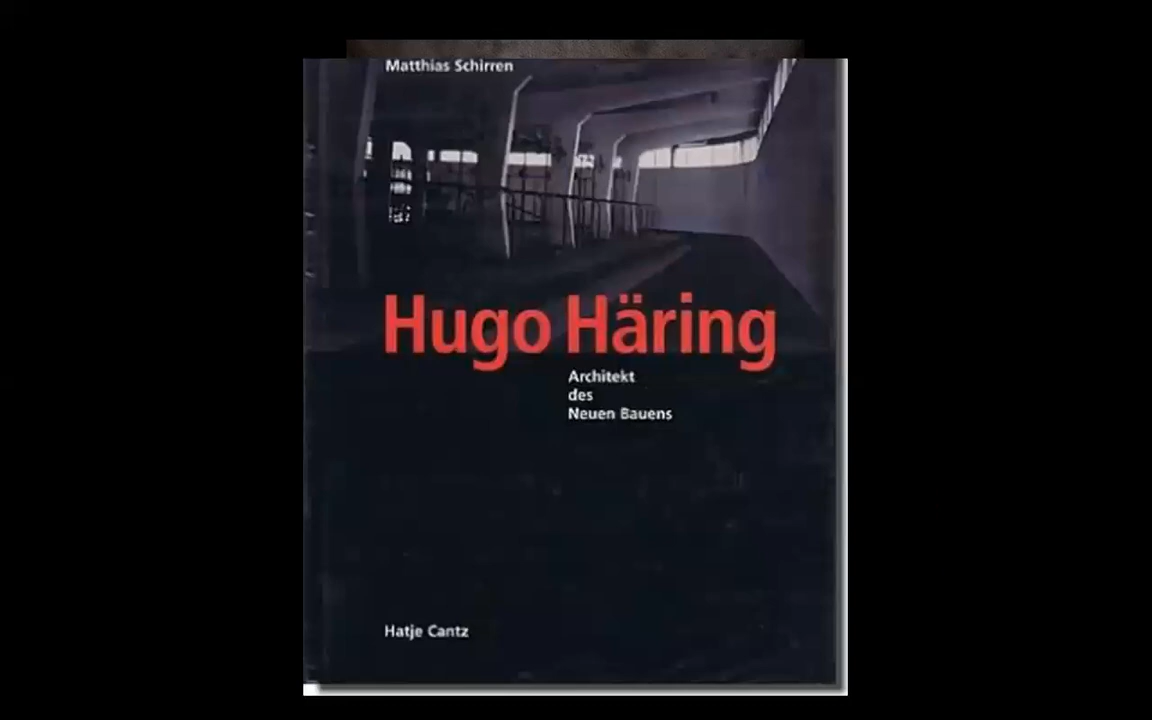 Matthias Schirren
Hugo Häring
Architekt
des
Neuen Bauens
Hatje Cantz